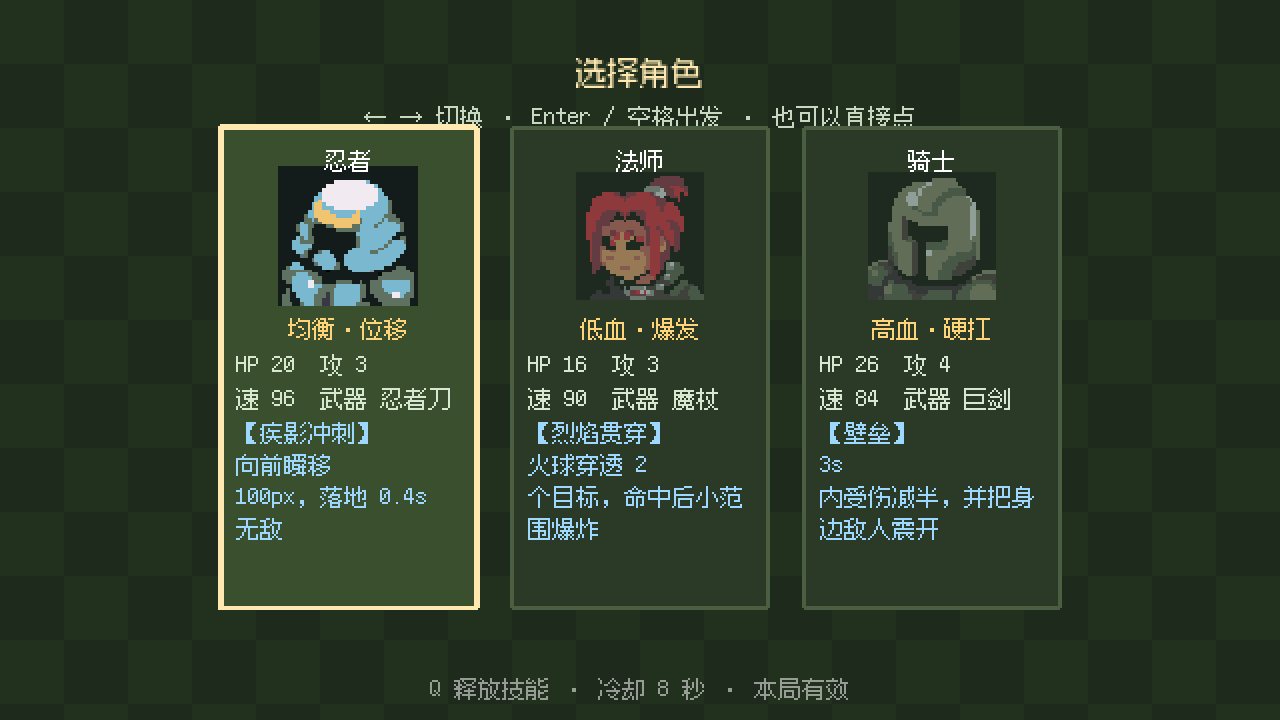 选择角色
← → 切换 · Enter / 空格出发 · 也可以直接点
忍者
均衡·位移
HP 20 攻 3
速 96 武器 忍者刀
【疾影冲刺】
向前瞬移
100px，落地 0.4s
无敌
法师
低血·爆发
HP 16 攻 3
速 90 武器 魔杖
【烈焰贯穿】
火球穿透 2
个目标，命中后小范
围爆炸
骑士
高血·硬扛
HP 26 攻 4
速 84 武器 巨剑
【壁垒】
3s
内受伤减半，并把身
边敌人震开
Q 释放技能 · 冷却 8 秒 · 本局有效